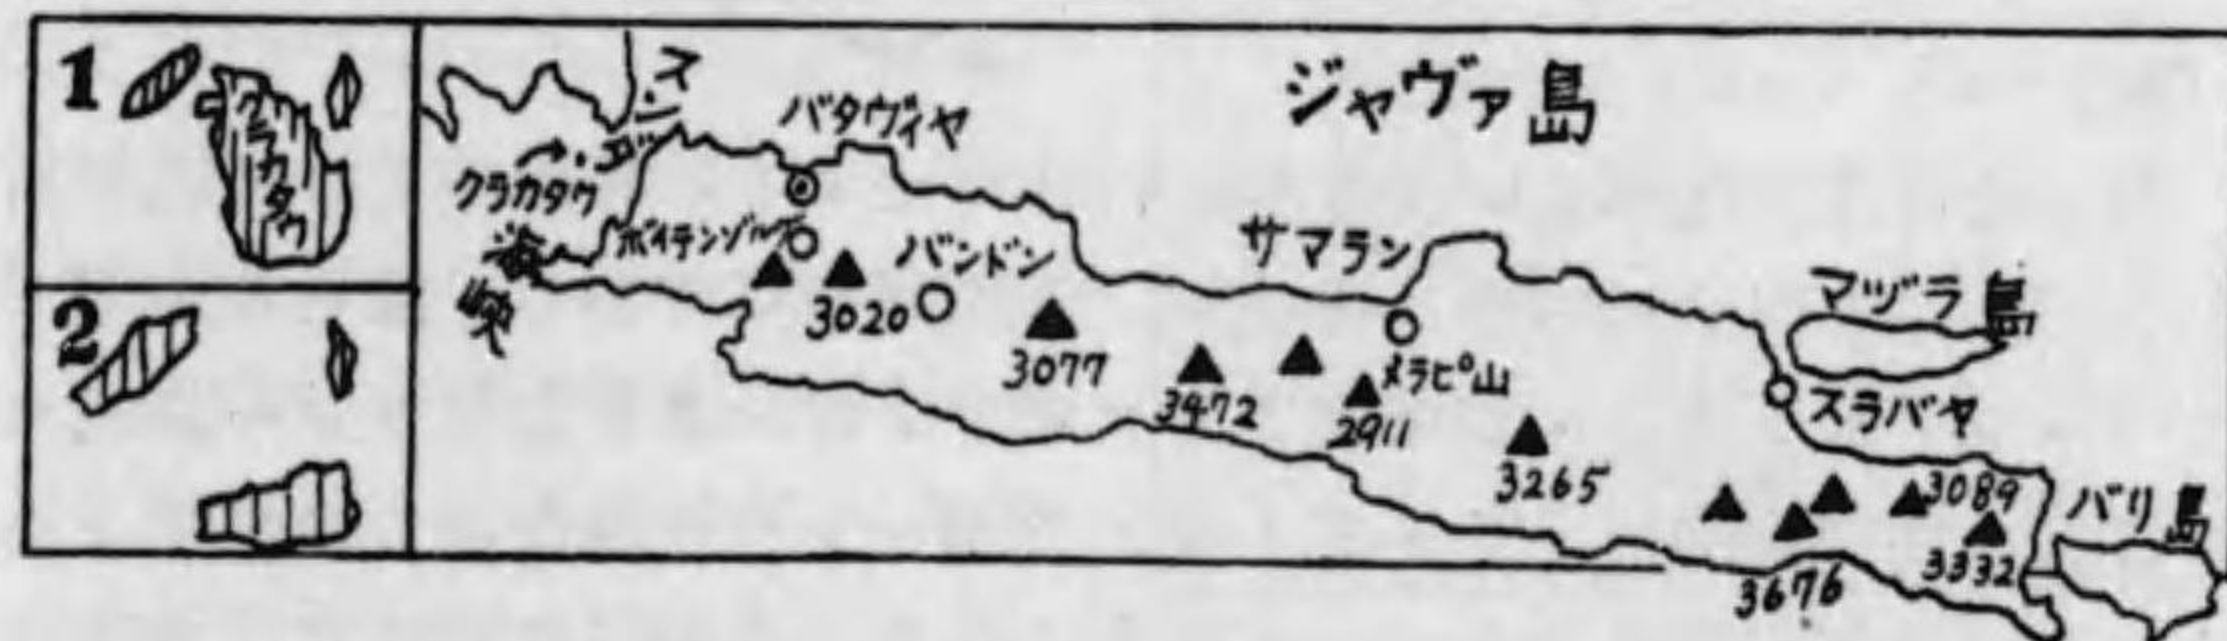 1
クラカタウ
2
ジャヴァ島
スンダ
海峡
クラカタウ
バタヴィヤ
ボイテンゾルグ
バンドン
3020
3077
3472
サマラン
メラピ山
2911
3265
マヅラ島
スラバヤ
3676
3089
3332
バリ島